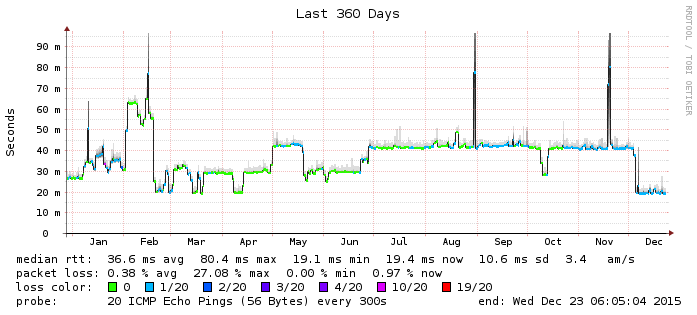 Last 360 Days
RRDTOOL / TOBI OETIKER
Seconds
90 m
80 m
70 m
60 m
50 m
40 m
30 m
20 m
10 m
0
Jan Feb Mar Apr May Jun Jul Aug Sep Oct Nov Dec
median rtt: 36.6 ms avg 80.4 ms max 19.1 ms min 19.4 ms now 10.6 ms sd 3.4 am/s
packet loss: 0.38 % avg 27.08 % max 0.00 % min 0.97 % now
loss color: 0 1/20 2/20 3/20 4/20 10/20 19/20
probe: 20 ICMP Echo Pings (56 Bytes) every 300s end: Wed Dec 23 06:05:04 2015